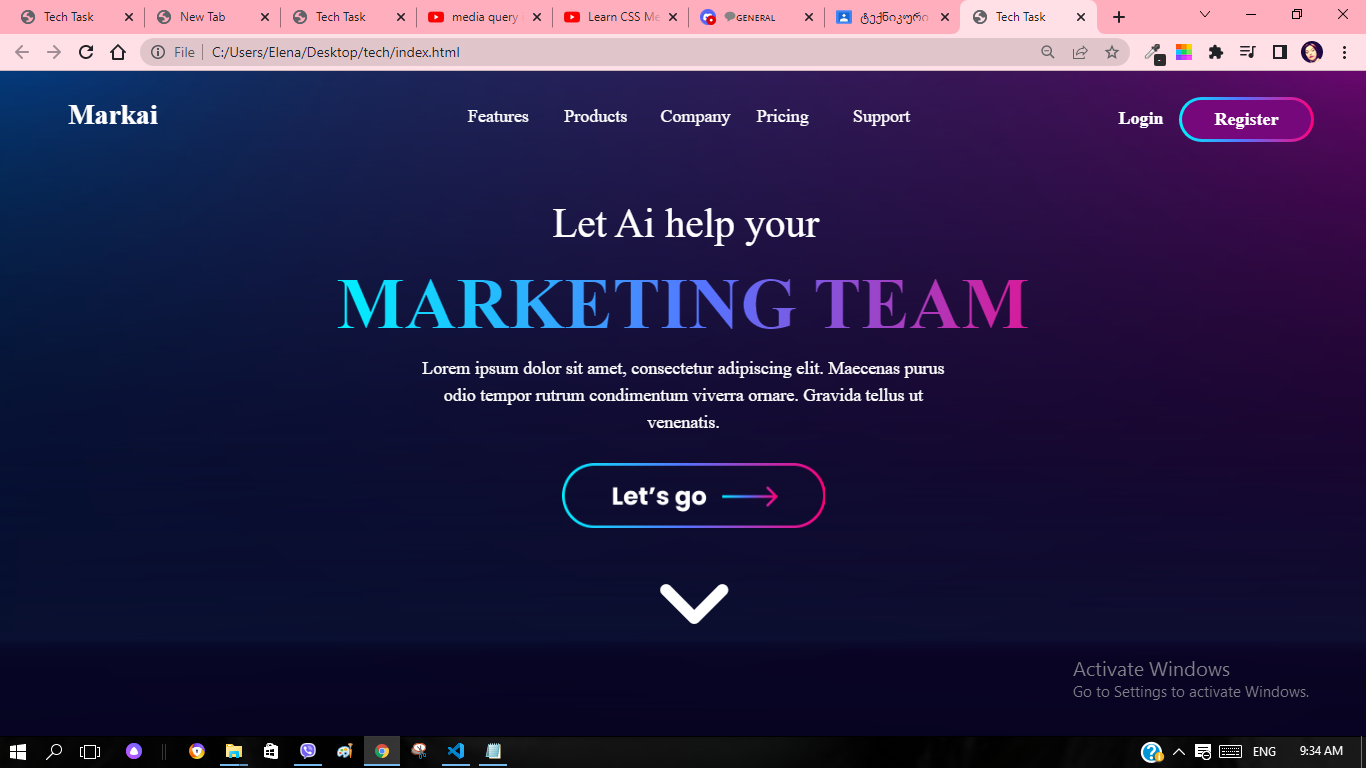 Tech Task
New Tab
Tech Task
media query
Learn CSS Me
GENERAL
ტექნიკური
Tech Task
File
C:/Users/Elena/Desktop/tech/index.html
Markai
Features Products Company Pricing Support
Login Register
Let Ai help your
MARKETING TEAM
Lorem ipsum dolor sit amet, consectetur adipiscing elit. Maecenas purus
odio tempor rutrum condimentum viverra ornare. Gravida tellus ut
venenatis.
Let's go
Activate Windows
Go to Settings to activate Windows.
ENG
9:34 AM